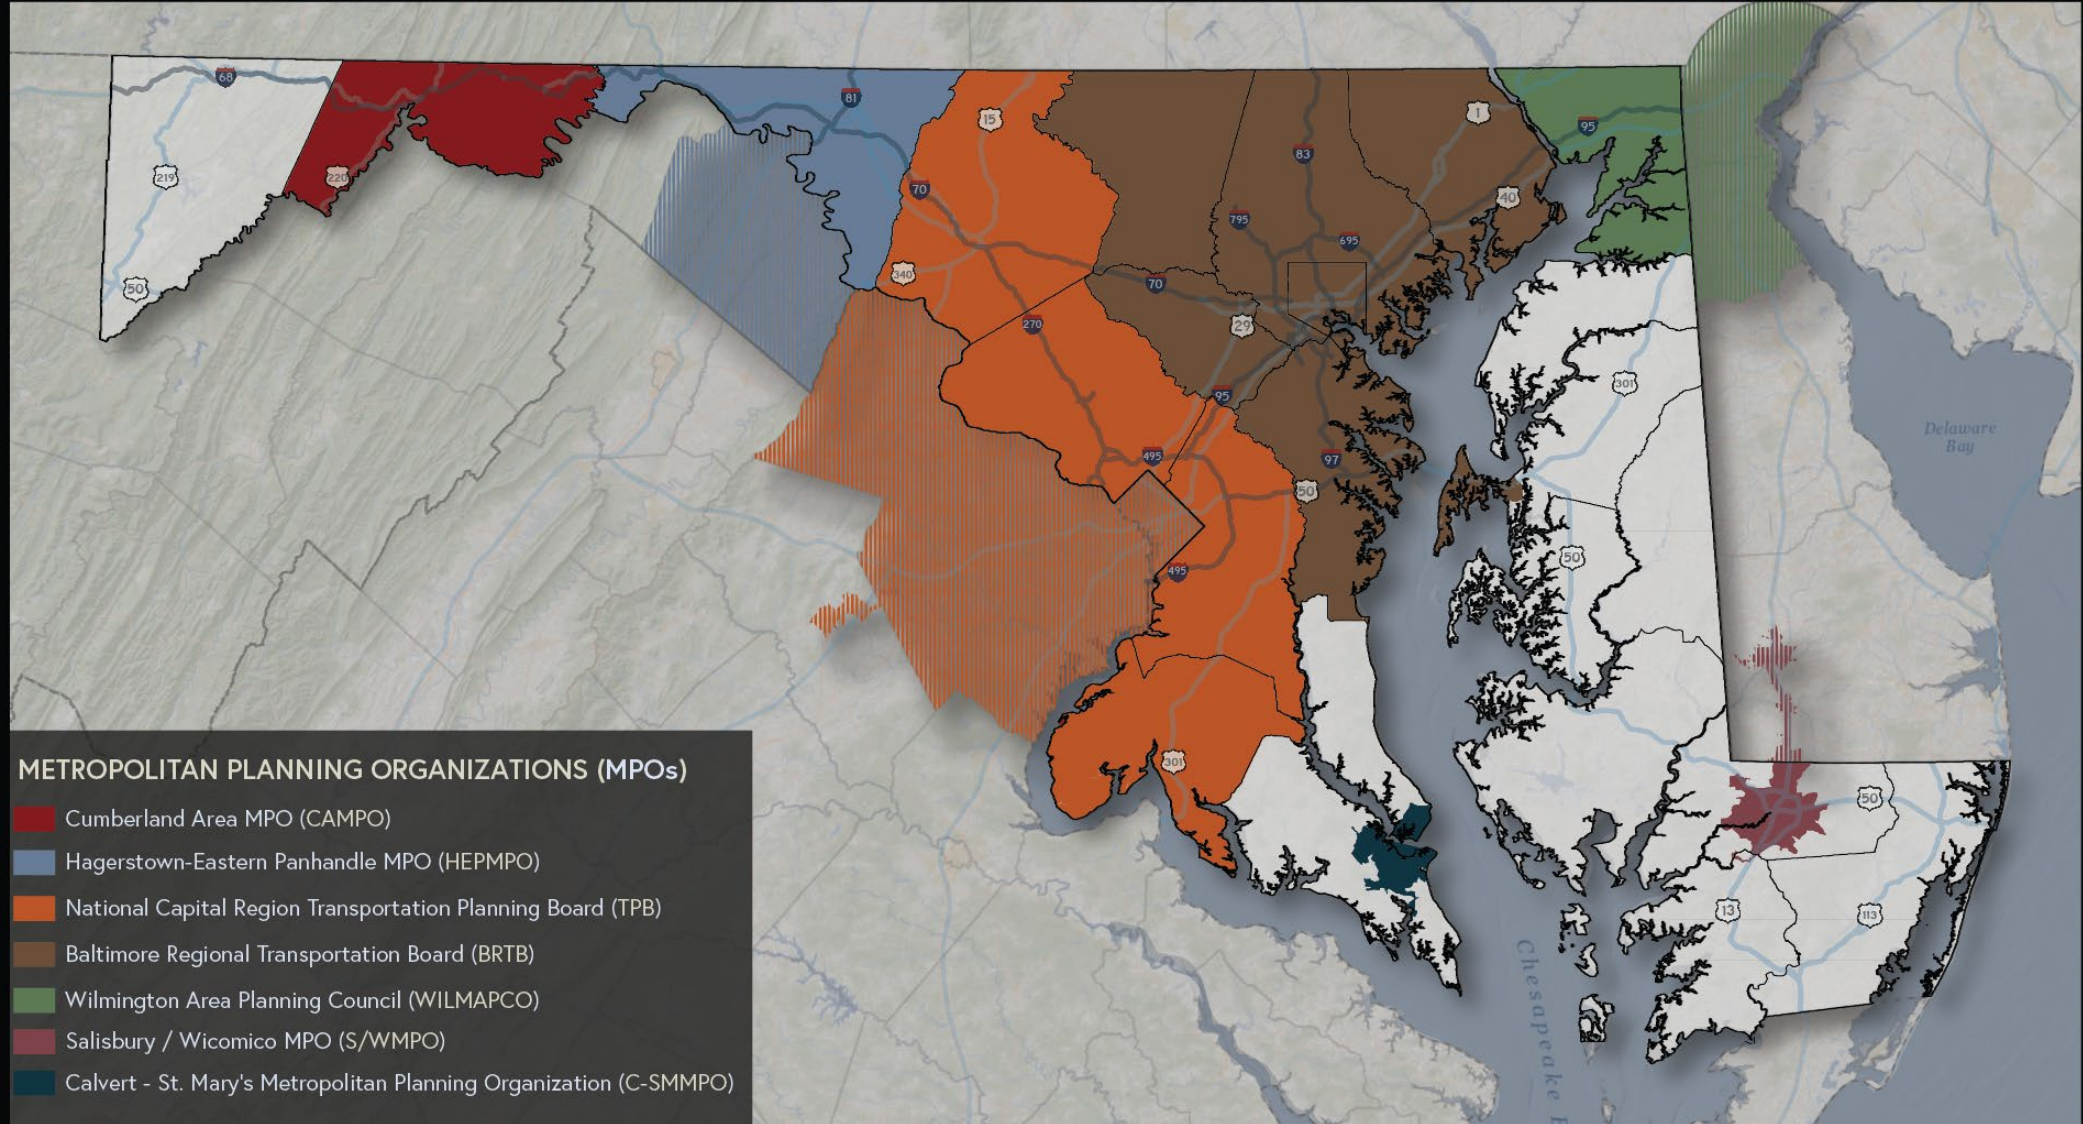 68
81
15
1
95
219
220
70
83
40
795
695
50
340
70
270
29
301
95
Delaware
Bay
495
97
50
50
495
301
50
13
113
Chesapeake B
METROPOLITAN PLANNING ORGANIZATIONS (MPOs)
Cumberland Area MPO (CAMPO)
Hagerstown-Eastern Panhandle MPO (HEPMPO)
National Capital Region Transportation Planning Board (TPB)
Baltimore Regional Transportation Board (BRTB)
Wilmington Area Planning Council (WILMAPCO)
Salisbury / Wicomico MPO (S/WMPO)
Calvert - St. Mary's Metropolitan Planning Organization (C-SMMPO)